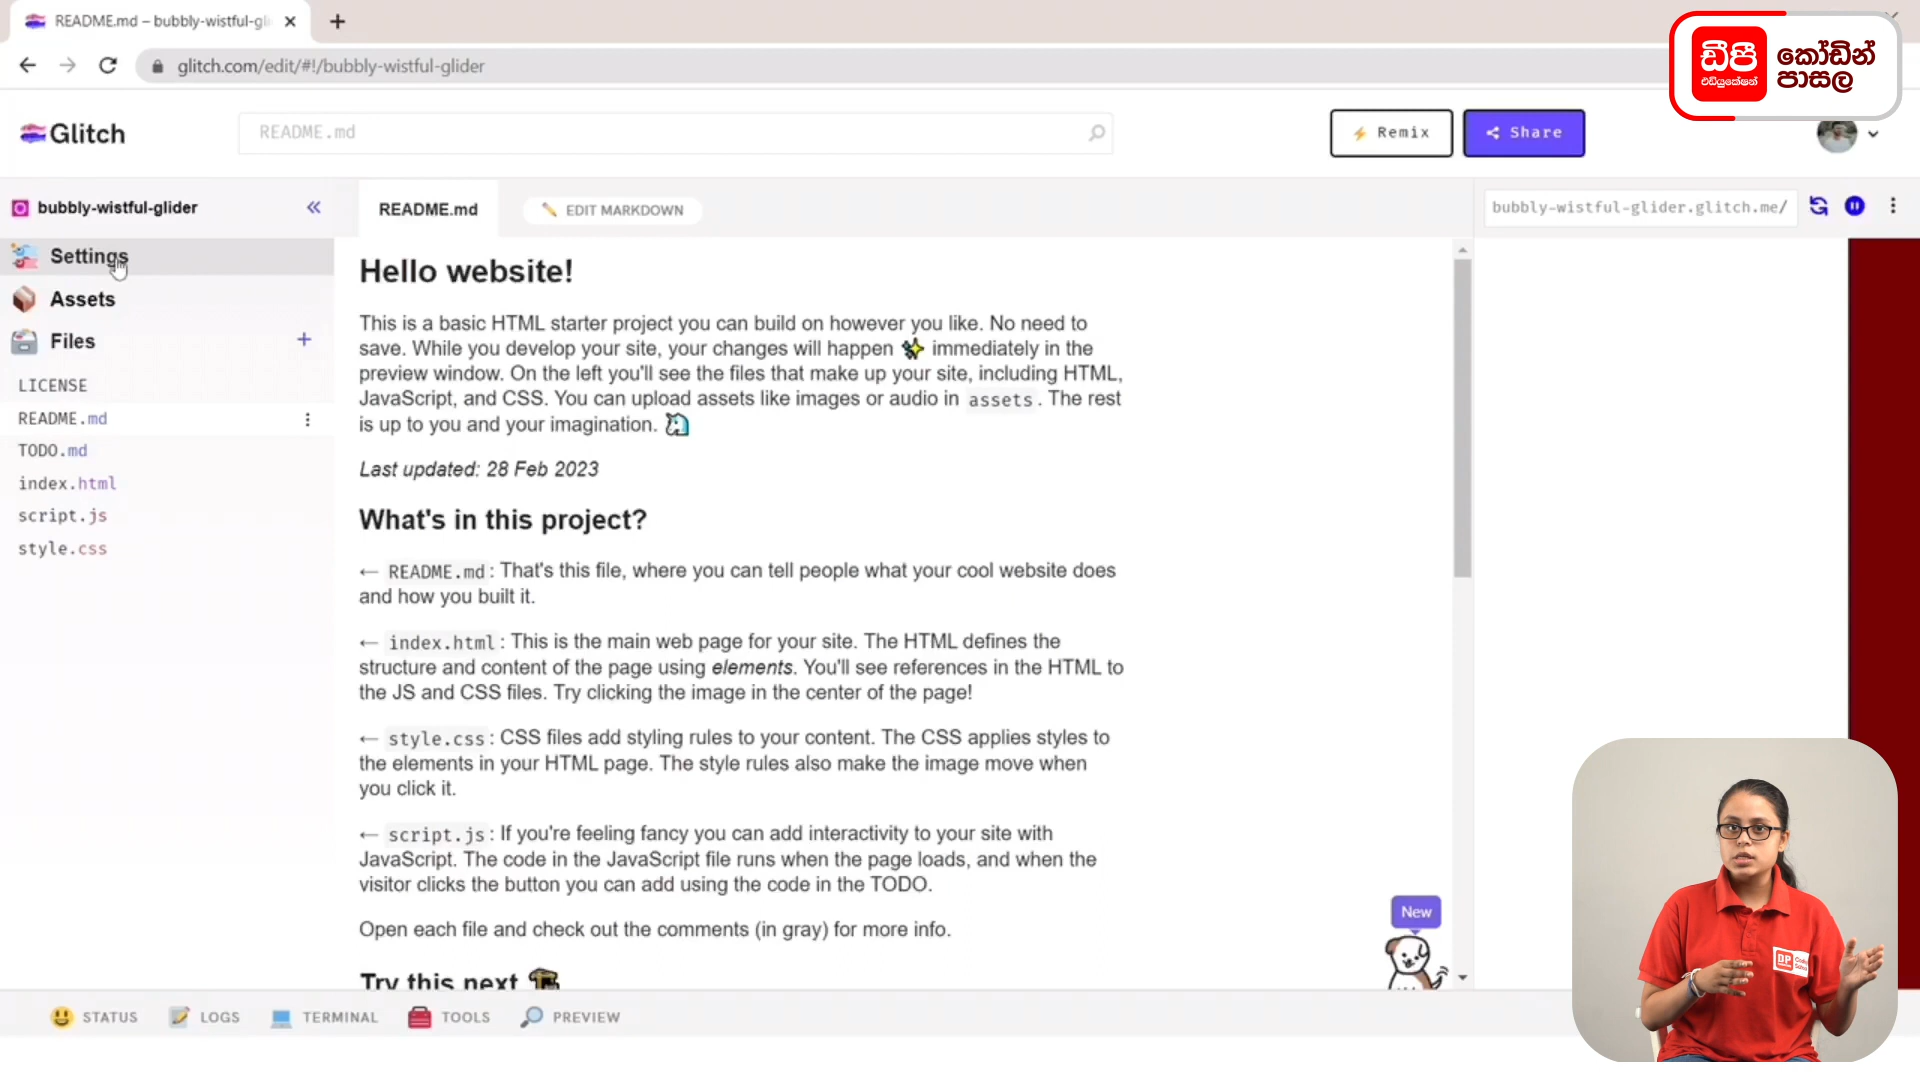 README.md – bubbly-wistful-gli
glitch.com/edit/#!/bubbly-wistful-glider
ඩීපී
එඩියුකේෂන්
කෝඩින්
පාසල
Glitch
README.md
Remix
Share
bubbly-wistful-glider
README.md
EDIT MARKDOWN
bubbly-wistful-glider.glitch.me/
Settings
Assets
Files
LICENSE
README.md
TODO.md
index.html
script.js
style.css
Hello website!
This is a basic HTML starter project you can build on however you like. No need to
save. While you develop your site, your changes will happen ✨ immediately in the
preview window. On the left you'll see the files that make up your site, including HTML,
JavaScript, and CSS. You can upload assets like images or audio in assets. The rest
is up to you and your imagination.
Last updated: 28 Feb 2023
What's in this project?
← README.md: That's this file, where you can tell people what your cool website does
and how you built it.
← index.html: This is the main web page for your site. The HTML defines the
structure and content of the page using elements. You'll see references in the HTML to
the JS and CSS files. Try clicking the image in the center of the page!
← style.css: CSS files add styling rules to your content. The CSS applies styles to
the elements in your HTML page. The style rules also make the image move when
you click it.
← script.js: If you're feeling fancy you can add interactivity to your site with
JavaScript. The code in the JavaScript file runs when the page loads, and when the
visitor clicks the button you can add using the code in the TODO.
Open each file and check out the comments (in gray) for more info.
Try this next
New
STATUS
LOGS
TERMINAL
TOOLS
PREVIEW
DP